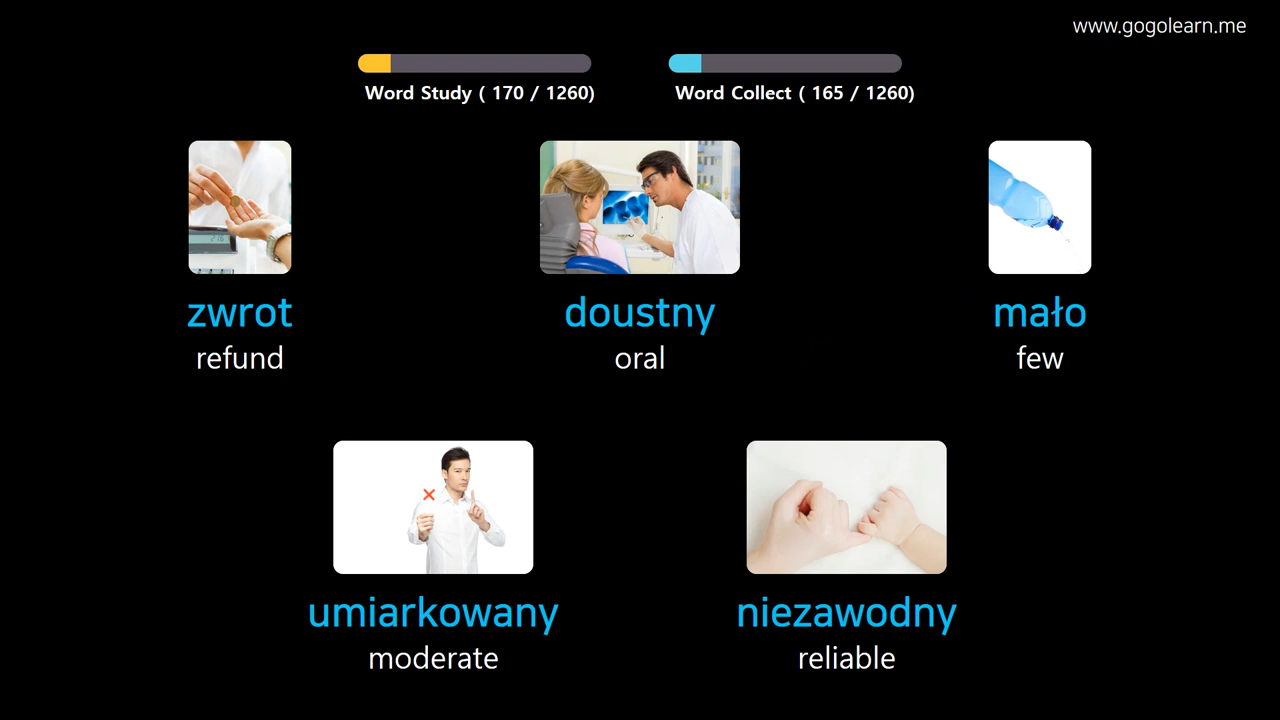 www.gogolearn.me
Word Study ( 170 / 1260)
Word Collect ( 165 / 1260)
zwrot
refund
doustny
oral
mało
few
umiarkowany
moderate
niezawodny
reliable